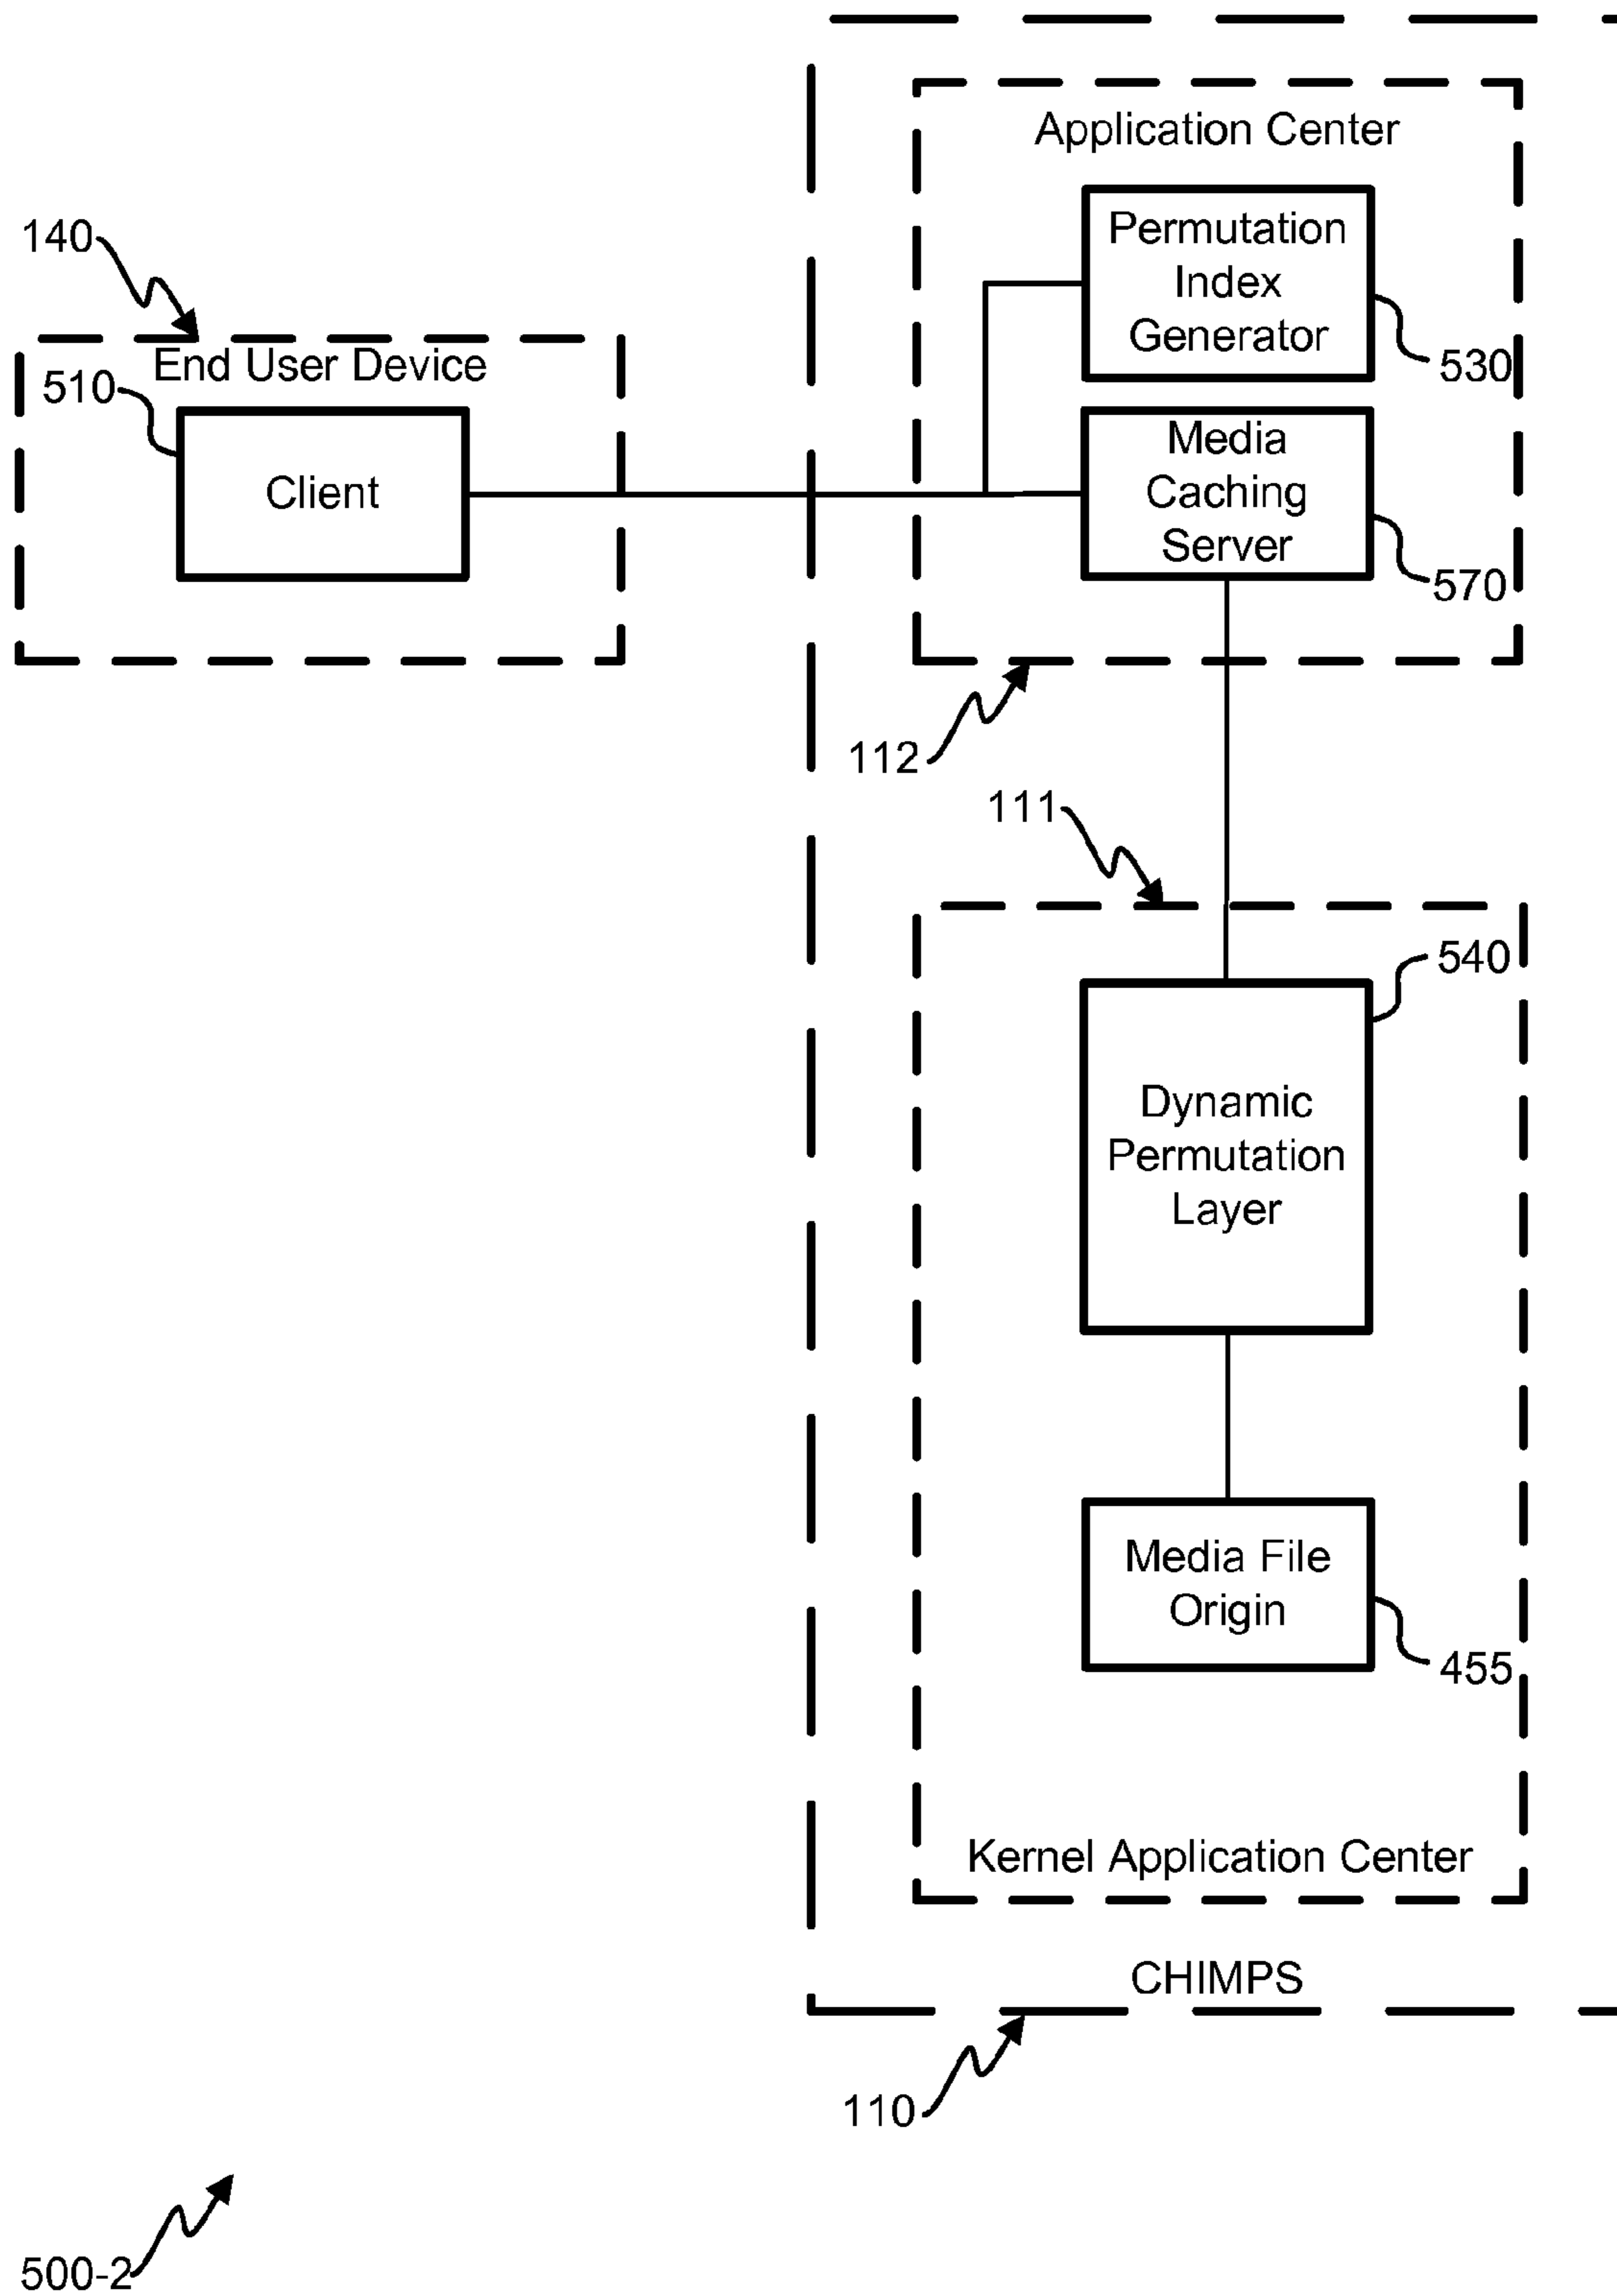 Application Center
Permutation
Index
Generator
530
140
End User Device
510
Client
Media
Caching
Server
570
112
111
540
Dynamic
Permutation
Layer
Media File
Origin
455
Kernel Application Center
CHIMPS
110
500-2